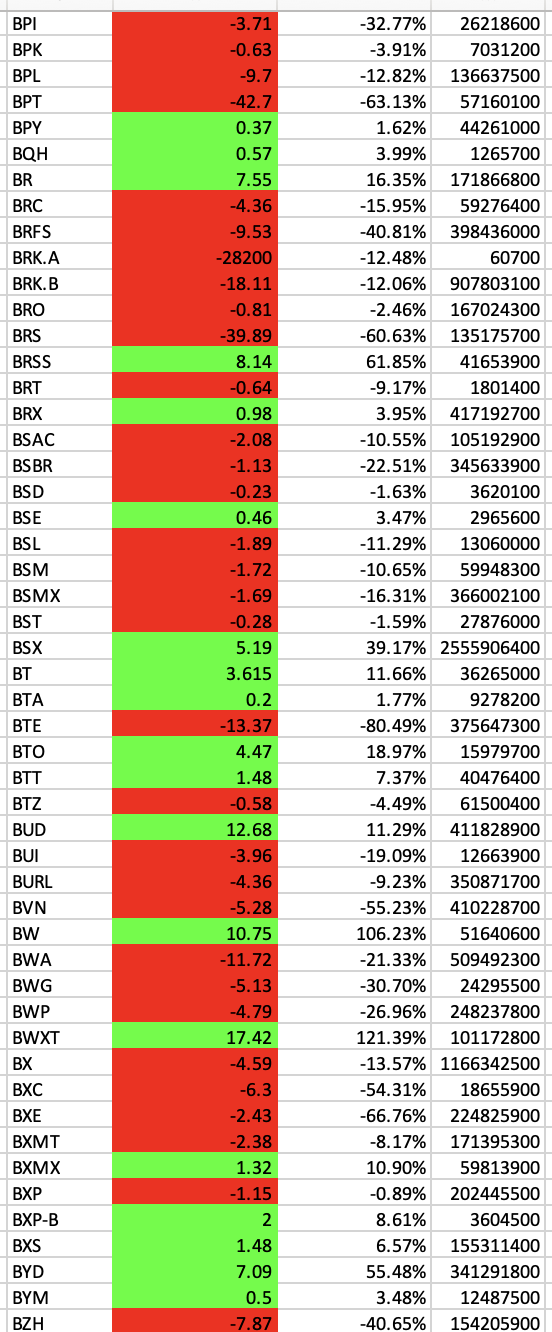 BPI -3.71 -32.77% 26218600
BPK -0.63 -3.91% 7031200
BPL -9.7 -12.82% 136637500
BPT -42.7 -63.13% 57160100
BPY 0.37 1.62% 44261000
BQH 0.57 3.99% 1265700
BR 7.55 16.35% 171866800
BRC -4.36 -15.95% 59276400
BRFS -9.53 -40.81% 398436000
BRK.A -28200 -12.48% 60700
BRK.B -18.11 -12.06% 907803100
BRO -0.81 -2.46% 167024300
BRS -39.89 -60.63% 135175700
BRSS 8.14 61.85% 41653900
BRT -0.64 -9.17% 1801400
BRX 0.98 3.95% 417192700
BSAC -2.08 -10.55% 105192900
BSBR -1.13 -22.51% 345633900
BSD -0.23 -1.63% 3620100
BSE 0.46 3.47% 2965600
BSL -1.89 -11.29% 13060000
BSM -1.72 -10.65% 59948300
BSMX -1.69 -16.31% 366002100
BST -0.28 -1.59% 27876000
BSX 5.19 39.17% 2555906400
BT 3.615 11.66% 36265000
BTA 0.2 1.77% 9278200
BTE -13.37 -80.49% 375647300
BTO 4.47 18.97% 15979700
BTT 1.48 7.37% 40476400
BTZ -0.58 -4.49% 61500400
BUD 12.68 11.29% 411828900
BUI -3.96 -19.09% 12663900
BURL -4.36 -9.23% 350871700
BVN -5.28 -55.23% 410228700
BW 10.75 106.23% 51640600
BWA -11.72 -21.33% 509492300
BWG -5.13 -30.70% 24295500
BWP -4.79 -26.96% 248237800
BWXT 17.42 121.39% 101172800
BX -4.59 -13.57% 1166342500
BXC -6.3 -54.31% 18655900
BXE -2.43 -66.76% 224825900
BXMT -2.38 -8.17% 171395300
BXMX 1.32 10.90% 59813900
BXP -1.15 -0.89% 202445500
BXP-B 2 8.61% 3604500
BXS 1.48 6.57% 155311400
BYD 7.09 55.48% 341291800
BYM 0.5 3.48% 12487500
BZH -7.87 -40.65% 154205900